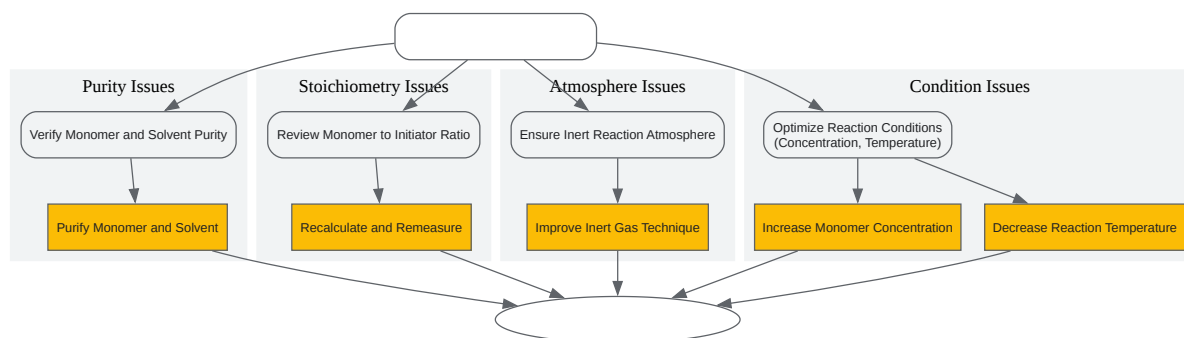 Purity Issues
Stoichiometry Issues
Atmosphere Issues
Condition Issues
Verify Monomer and Solvent Purity
Review Monomer to Initiator Ratio
Ensure Inert Reaction Atmosphere
Optimize Reaction Conditions
(Concentration, Temperature)
Purify Monomer and Solvent
Recalculate and Remeasure
Improve Inert Gas Technique
Increase Monomer Concentration
Decrease Reaction Temperature